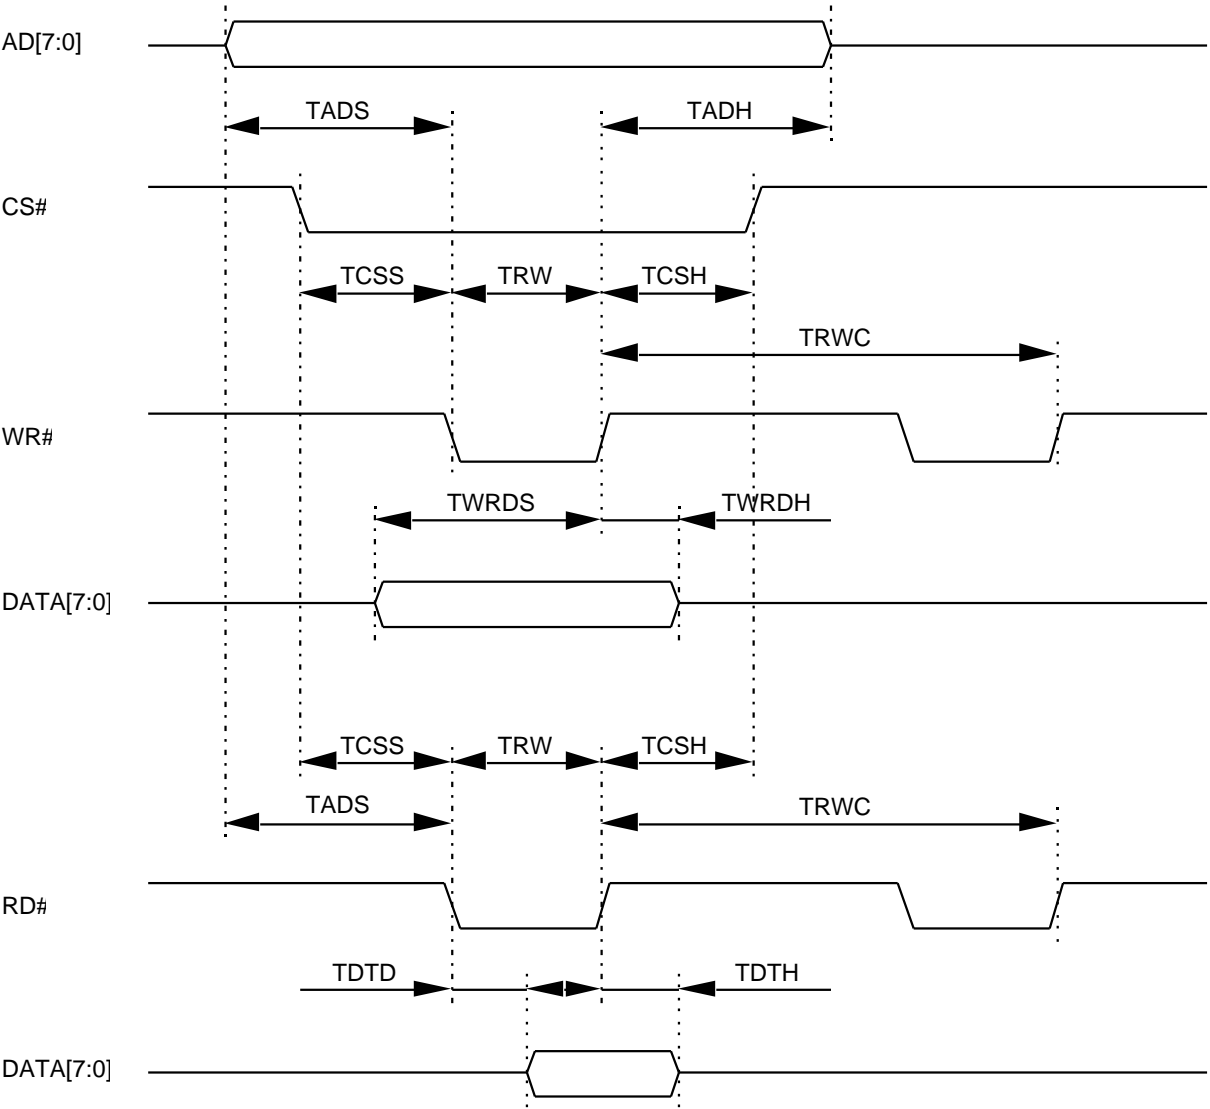 AD[7:0]
TADS TADH
CS#
TCSS TRW TCSH
TRWC
WR#
TWRDS TWRDH
DATA[7:0]
TCSS TRW TCSH
TADS TRWC
RD#
TDTD TDTH
DATA[7:0]